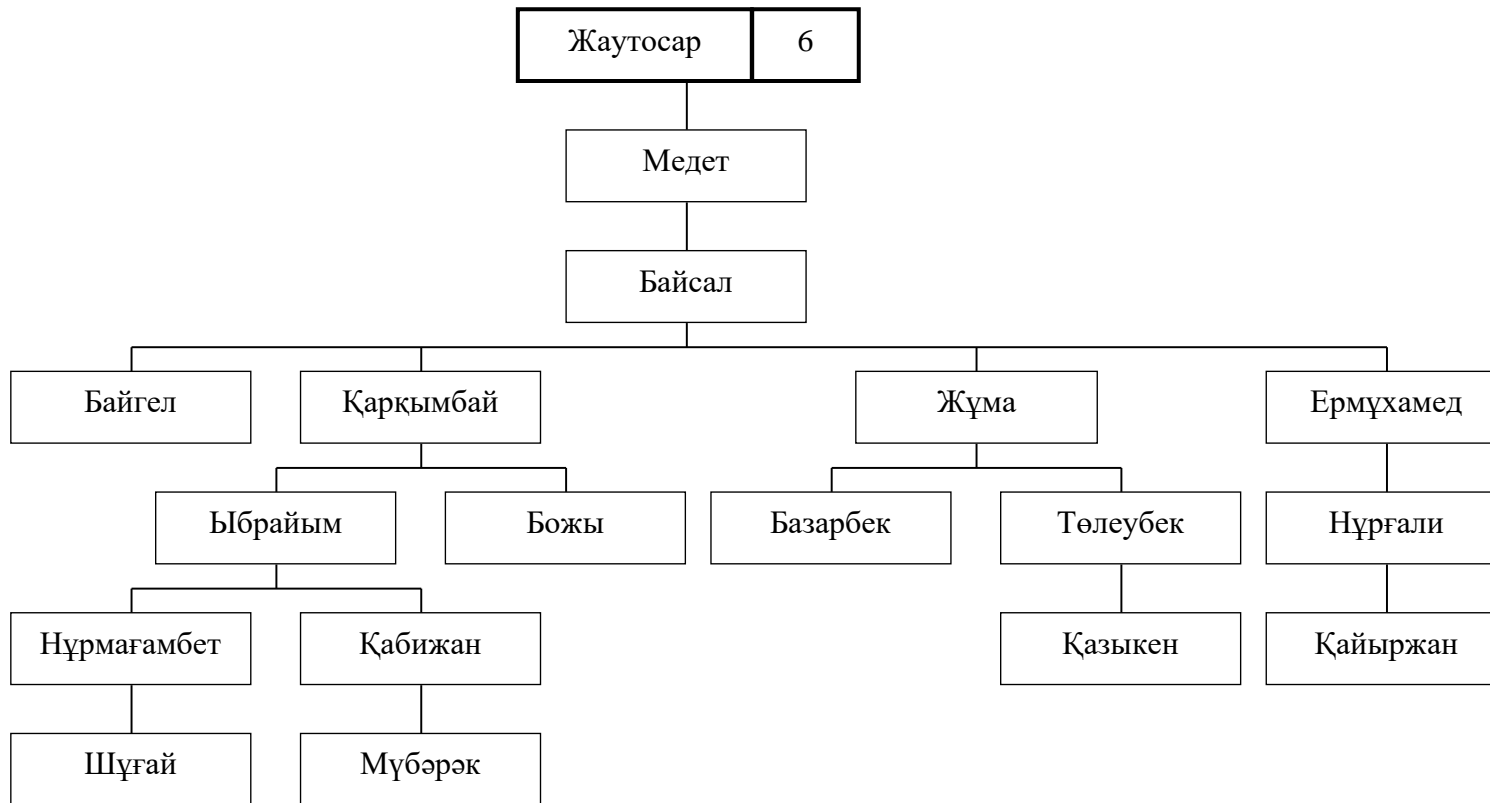 Жаутосар 6
Медет
Байсал
Байгел Қарқымбай Жұма Ермұхамед
Ыбрайым Божы Базарбек Төлеубек Нұрғали
Нұрмағамбет Қабижан Қазыкен Қайыржан
Шұғай Мүбәрәк